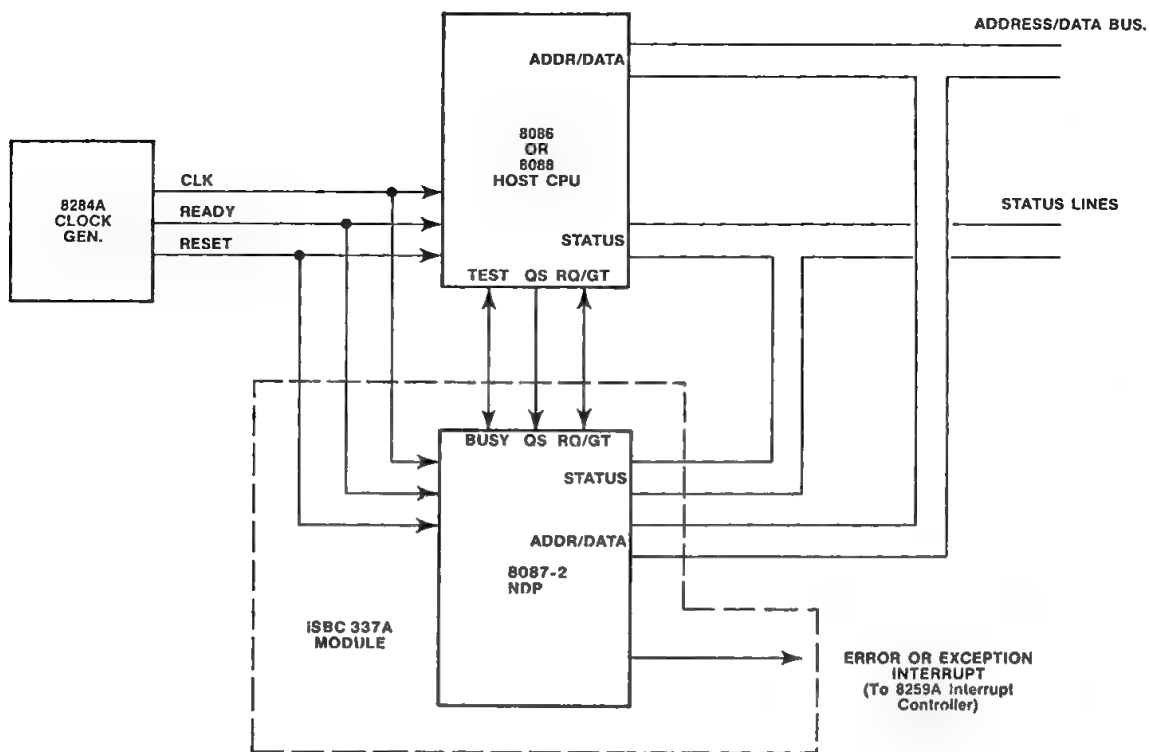 ADDRESS/DATA BUS.
ADDR/DATA
8086
OR
8088
HOST CPU
8284A
CLOCK
GEN.
CLK
READY
RESET
STATUS LINES
STATUS
TEST QS RQ/GT
BUSY QS RQ/GT
STATUS
ADDR/DATA
8087-2
NDP
iSBC 337A
MODULE
ERROR OR EXCEPTION
INTERRUPT
(To 8259A Interrupt
Controller)